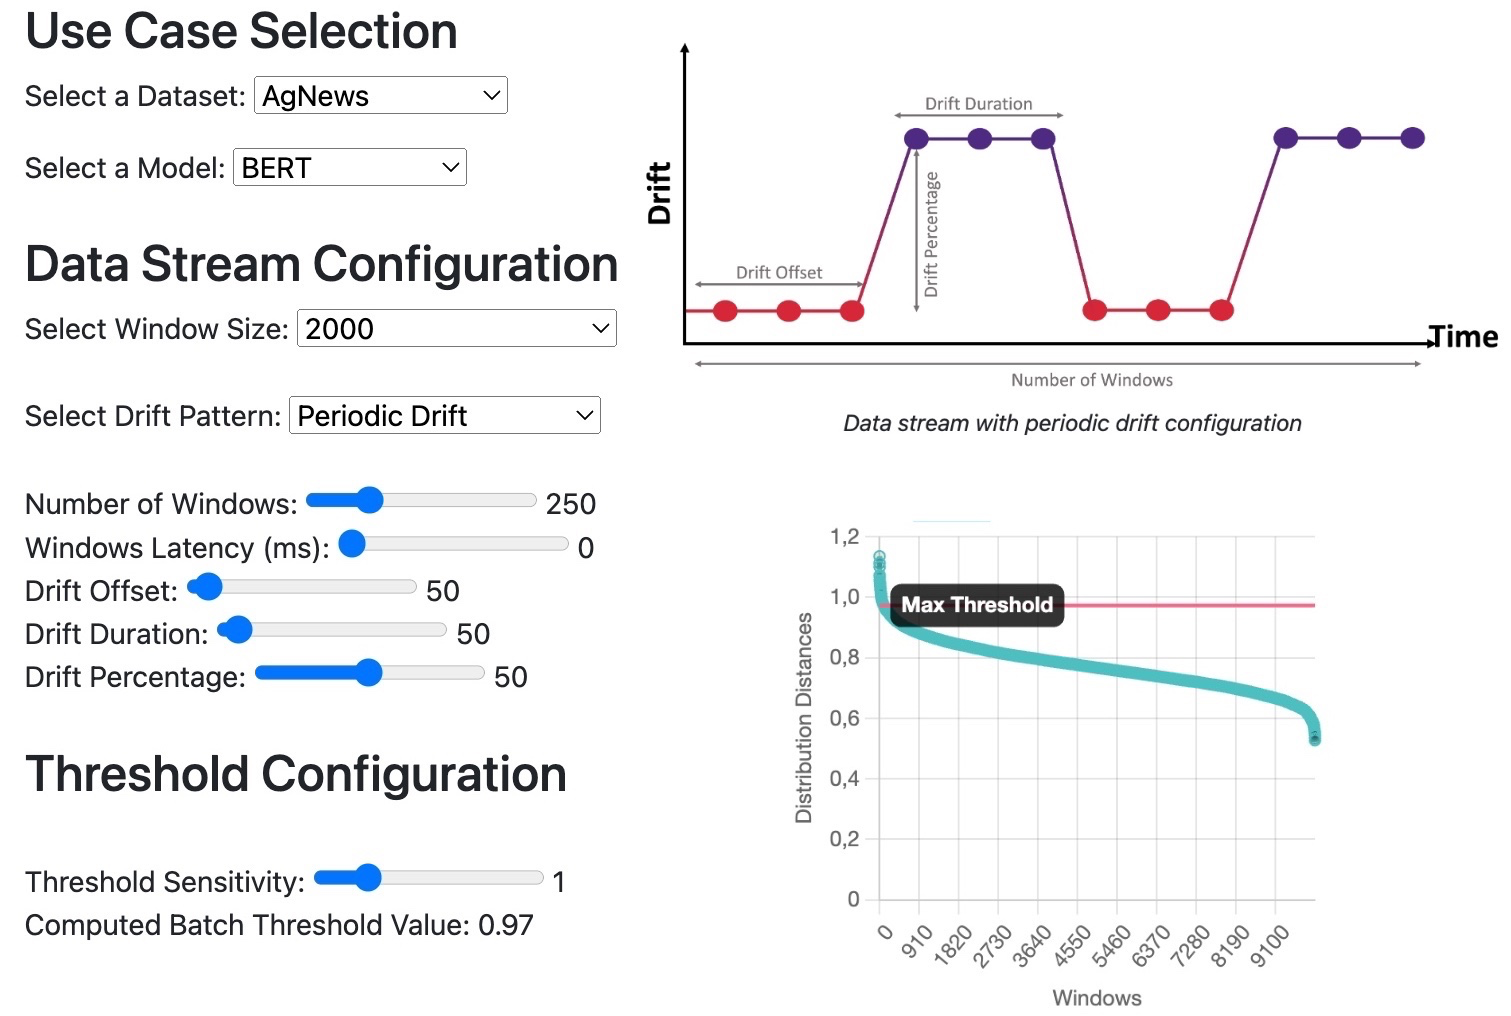 Use Case Selection
Select a Dataset: AgNews
Select a Model: BERT
Data Stream Configuration
Select Window Size: 2000
Select Drift Pattern: Periodic Drift
Number of Windows: 250
Windows Latency (ms): 0
Drift Offset: 50
Drift Duration: 50
Drift Percentage: 50
Threshold Configuration
Threshold Sensitivity: 1
Computed Batch Threshold Value: 0.97
Drift
Drift Duration
Drift Percentage
Drift Offset
Time
Number of Windows
Data stream with periodic drift configuration
Distribution Distances
1,2
1,0
Max Threshold
0,8
0,6
0,4
0,2
0
0 910 1820 2730 3640 4550 5460 6370 7280 8190 9100
Windows